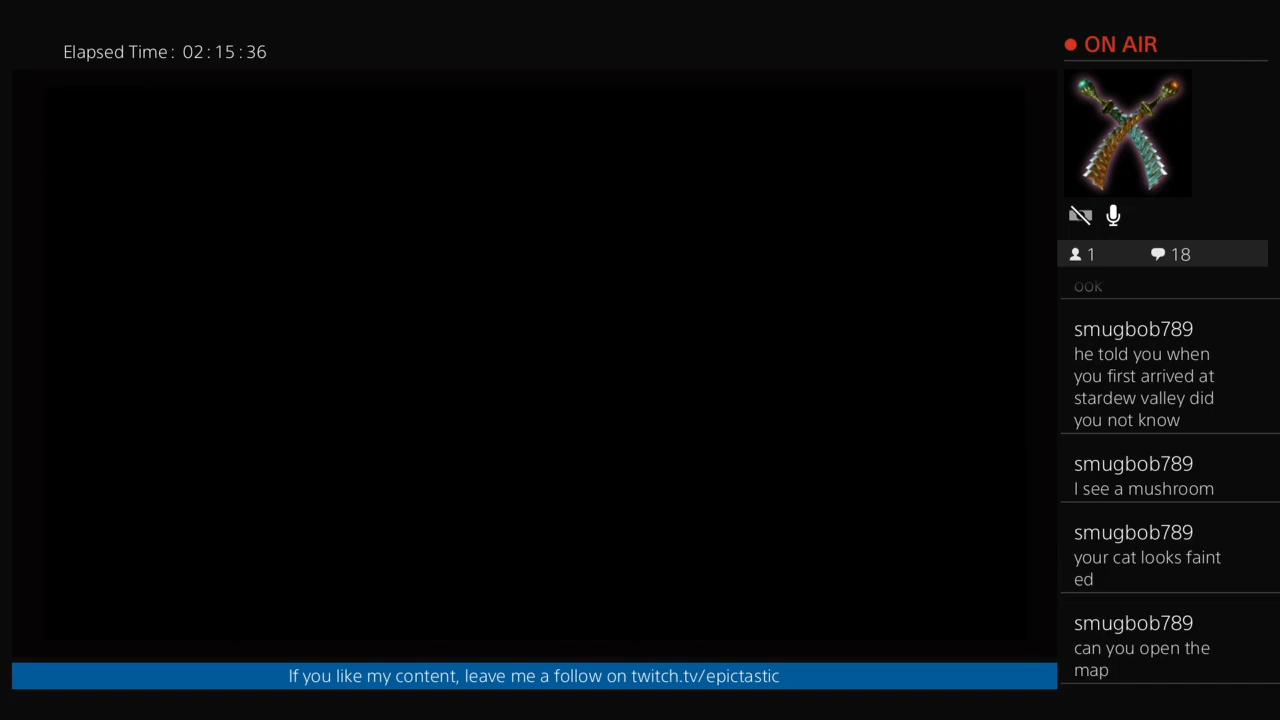 Elapsed Time: 02:15:36
ON AIR
1 18
ook
smugbob789
he told you when
you first arrived at
stardew valley did
you not know
smugbob789
I see a mushroom
smugbob789
your cat looks faint
ed
smugbob789
can you open the
map
If you like my content, leave me a follow on twitch.tv/epictastic